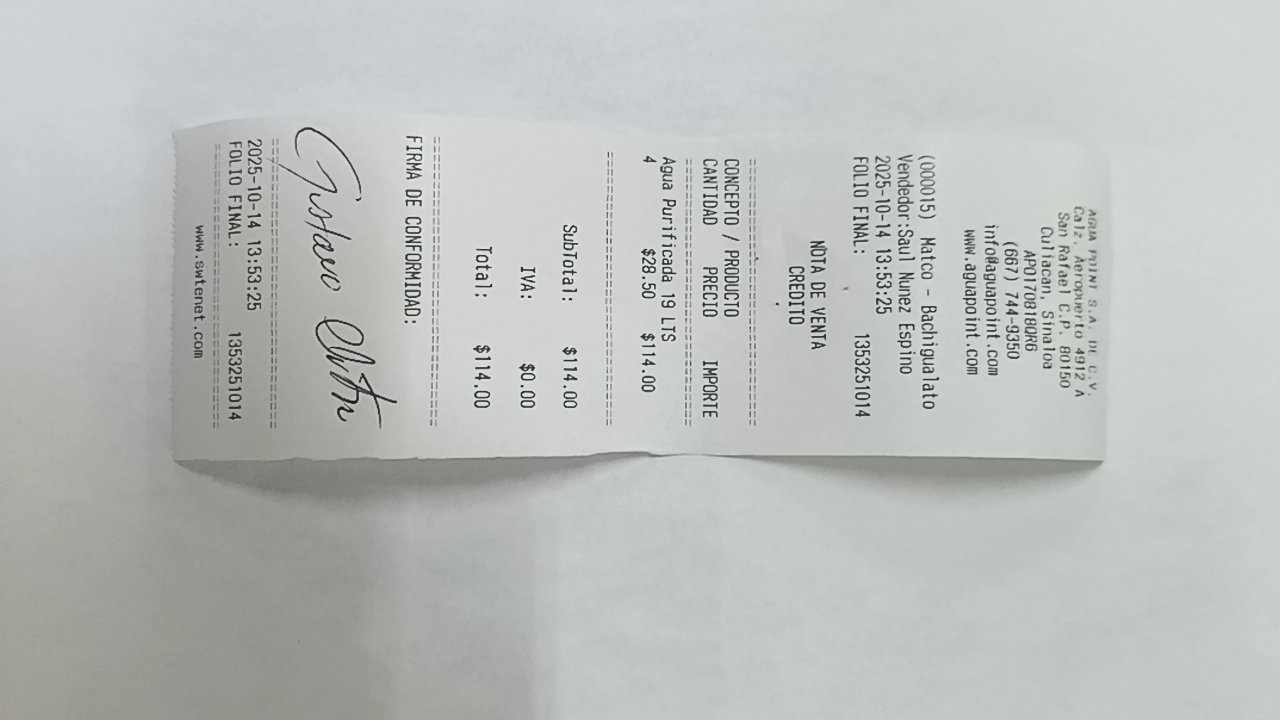 AGUA POINT S.A. DE C.V.
Calz. Aeropuerto 4912 A
San Rafael C.P. 80150
Culiacan, Sinaloa
APO170818QR6
(667) 744-9350
info@aguapoint.com
www.aguapoint.com
(000015) Matco - Bachigualato
Vendedor:Saul Nunez Espino
2025-10-14 13:53:25
FOLIO FINAL: 1353251014
NOTA DE VENTA
CREDITO
CONCEPTO / PRODUCTO
CANTIDAD PRECIO IMPORTE
Agua Purificada 19 LTS
4 $28.50 $114.00
SubTotal: $114.00
IVA: $0.00
Total: $114.00
FIRMA DE CONFORMIDAD:
Gustavo
2025-10-14 13:53:25
FOLIO FINAL: 1353251014
www.swtenet.com